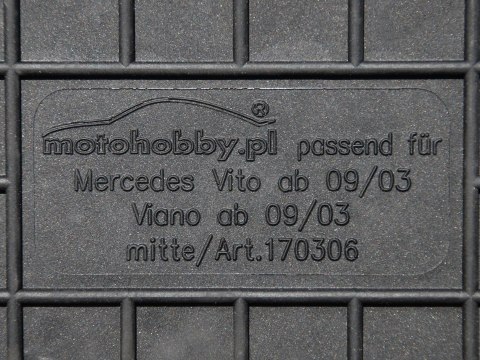 motohobby.pl® passend für
Mercedes Vito ab 09/03
Viano ab 09/03
mitte/Art.170306